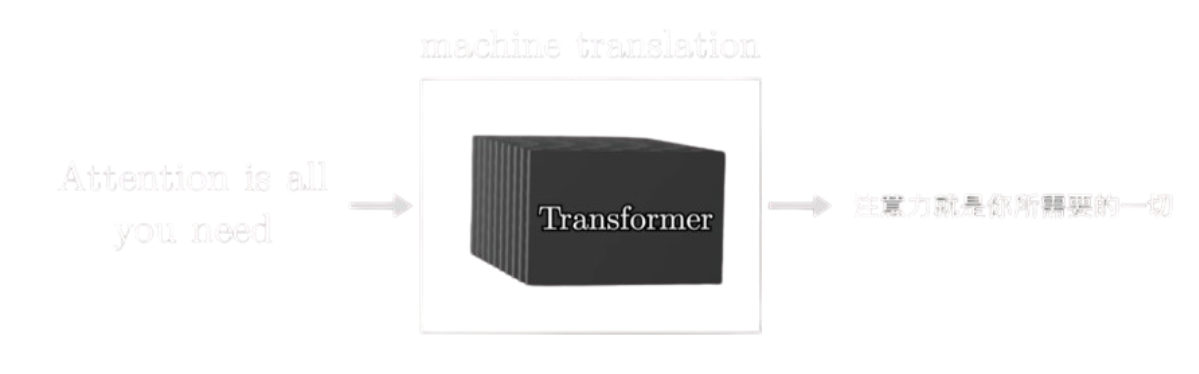 machine translation
Attention is all
you need
Transformer
注意力就是你所需要的一切